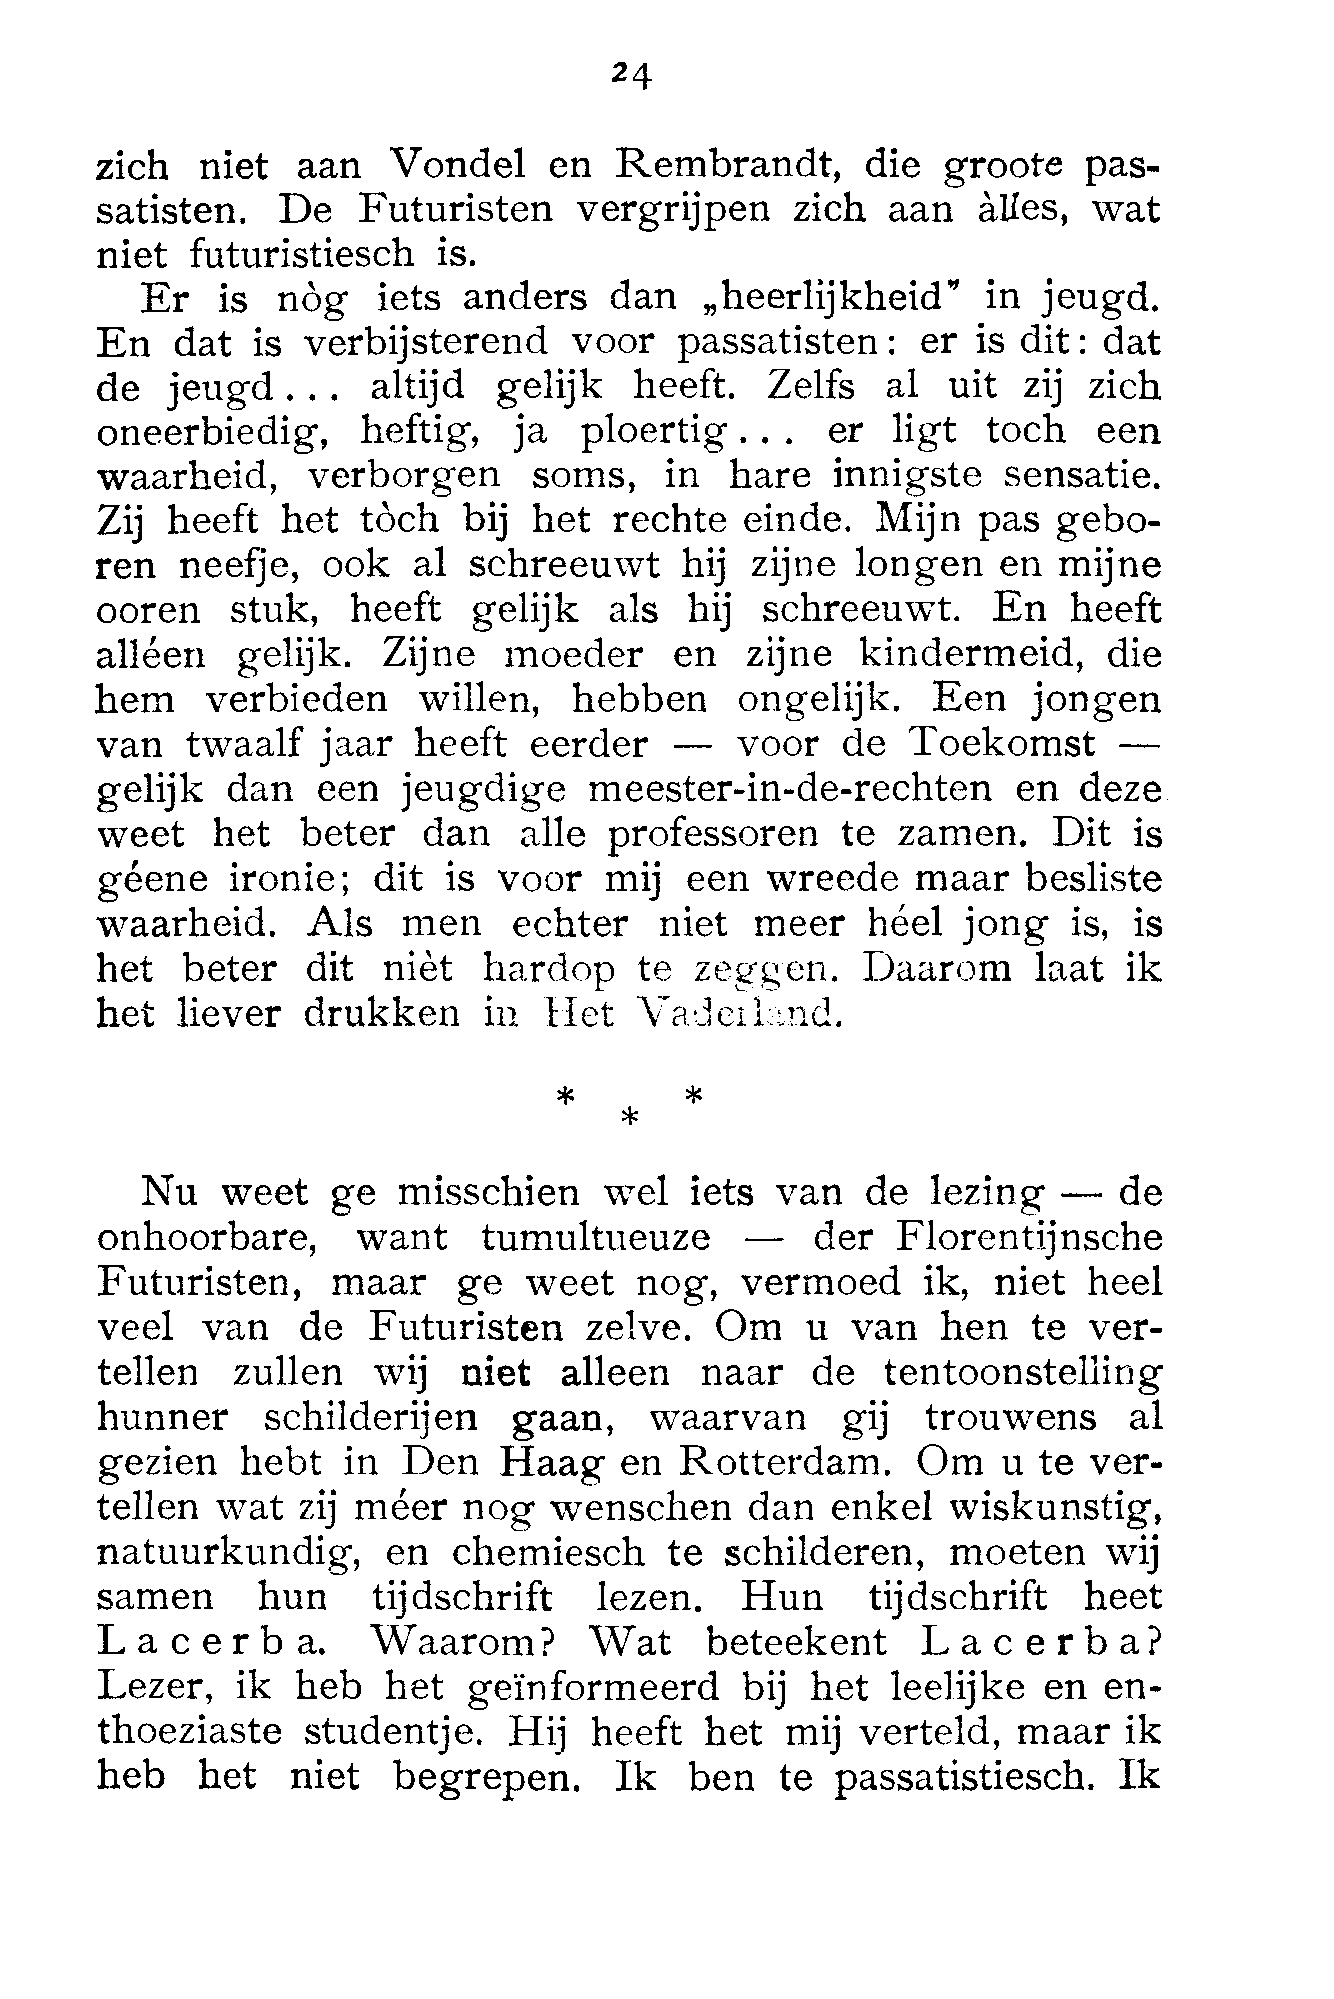 24
zich niet aan Vondel en Rembrandt, die groote pas-
satisten. De Futuristen vergrijpen zich aan àlles, wat
niet futuristiesch is.
Er is nòg iets anders dan „heerlijkheid” in jeugd.
En dat is verbijsterend voor passatisten: er is dit: dat
de jeugd... altijd gelijk heeft. Zelfs al uit zij zich
oneerbiedig, heftig, ja ploertig... er ligt toch een
waarheid, verborgen soms, in hare innigste sensatie.
Zij heeft het tòch bij het rechte einde. Mijn pas gebo-
ren neefje, ook al schreeuwt hij zijne longen en mijne
ooren stuk, heeft gelijk als hij schreeuwt. En heeft
alléen gelijk. Zijne moeder en zijne kindermeid, die
hem verbieden willen, hebben ongelijk. Een jongen
van twaalf jaar heeft eerder — voor de Toekomst —
gelijk dan een jeugdige meester-in-de-rechten en deze
weet het beter dan alle professoren te zamen. Dit is
géene ironie; dit is voor mij een wreede maar besliste
waarheid. Als men echter niet meer héel jong is, is
het beter dit nièt hardop te zeggen. Daarom laat ik
het liever drukken in Het Vaderland.
* * *
Nu weet ge misschien wel iets van de lezing — de
onhoorbare, want tumultueuze — der Florentijnsche
Futuristen, maar ge weet nog, vermoed ik, niet heel
veel van de Futuristen zelve. Om u van hen te ver-
tellen zullen wij niet alleen naar de tentoonstelling
hunner schilderijen gaan, waarvan gij trouwens al
gezien hebt in Den Haag en Rotterdam. Om u te ver-
tellen wat zij méer nog wenschen dan enkel wiskunstig,
natuurkundig, en chemiesch te schilderen, moeten wij
samen hun tijdschrift lezen. Hun tijdschrift heet
Lacerba. Waarom? Wat beteekent Lacerba?
Lezer, ik heb het geïnformeerd bij het leelijke en en-
thoeziaste studentje. Hij heeft het mij verteld, maar ik
heb het niet begrepen. Ik ben te passatistiesch. Ik